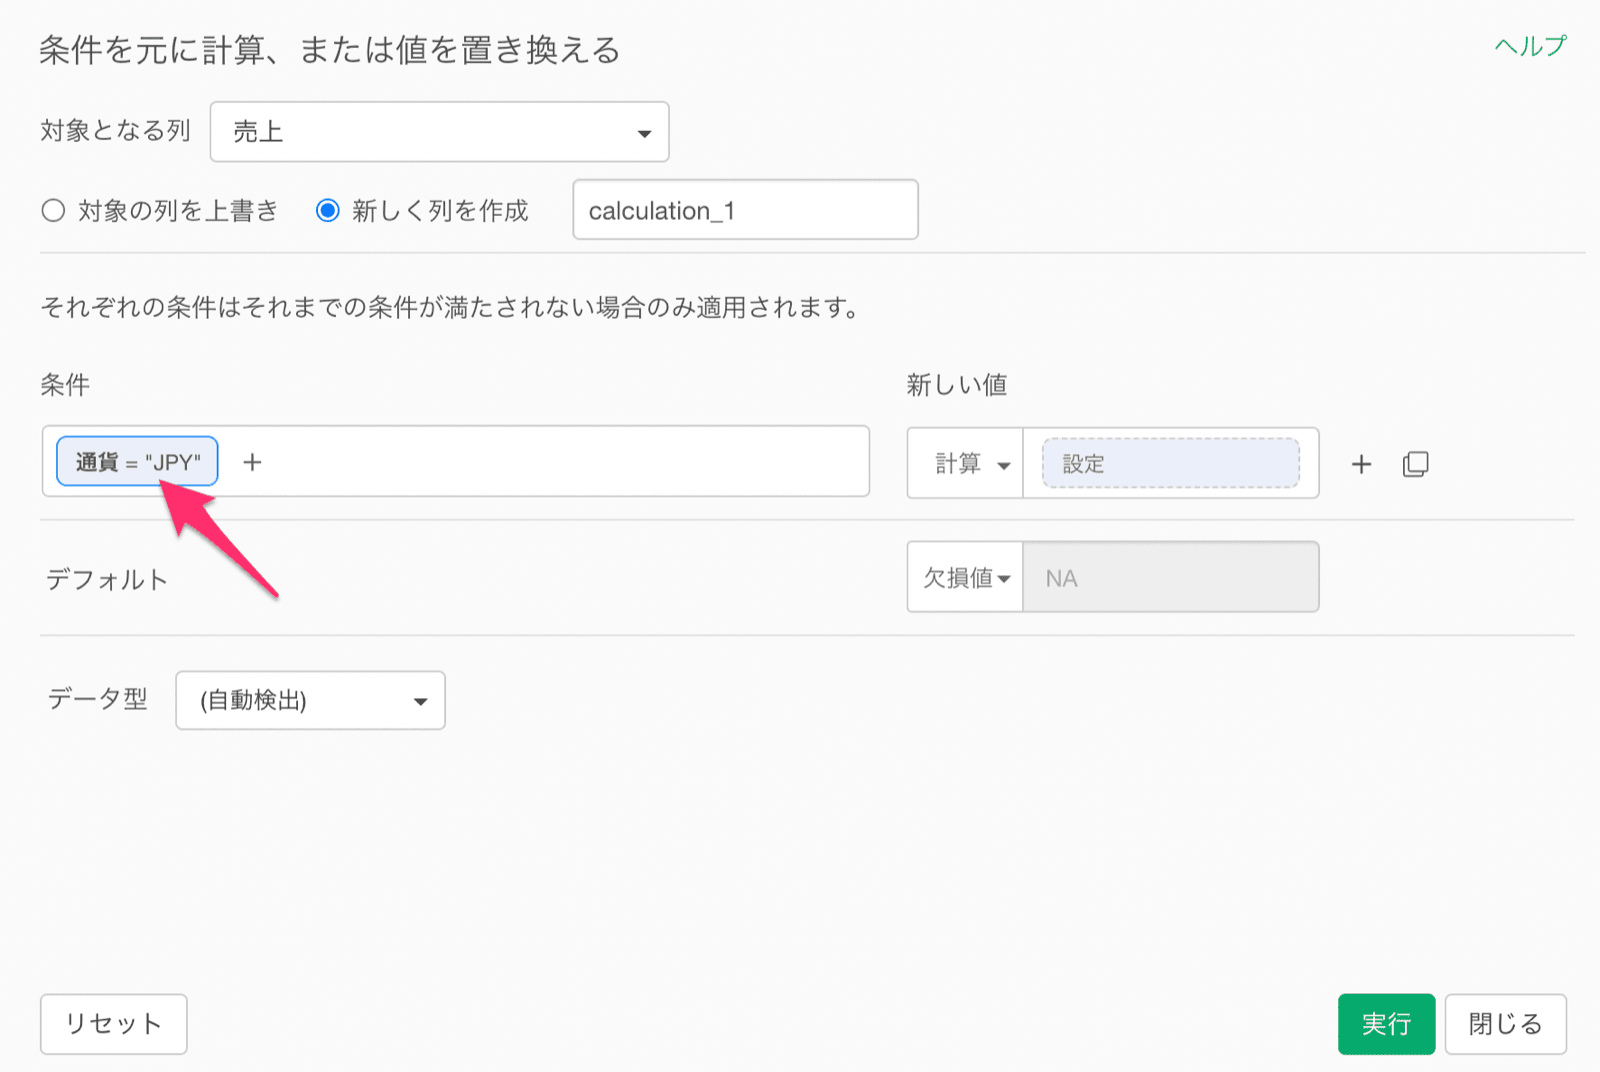 条件を元に計算、または値を置き換える
ヘルプ
対象となる列 売上
対象の列を上書き 新しく列を作成 calculation_1
それぞれの条件はそれまでの条件が満たされない場合のみ適用されます。
条件 新しい値
通貨 = "JPY" + 計算 設定 +
デフォルト 欠損値 NA
データ型 (自動検出)
リセット 実行 閉じる